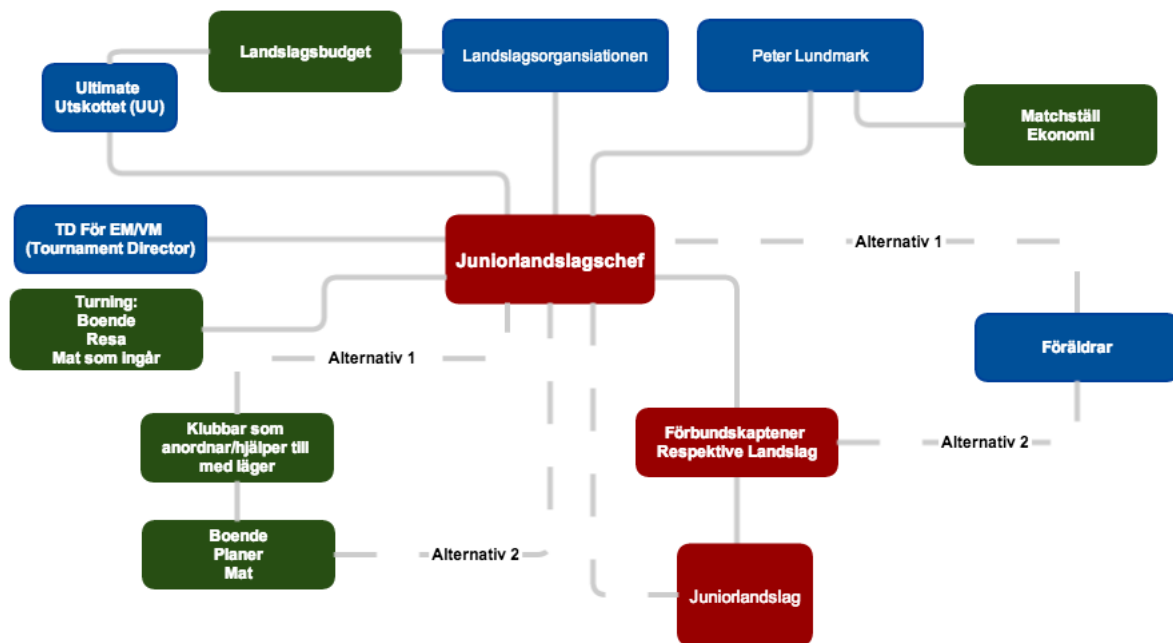 Landslagsbudget
Landslagsorgansiationen
Peter Lundmark
Ultimate
Utskottet (UU)
Matchställ
Ekonomi
TD För EM/VM
(Tournament Director)
Juniorlandslagschef
Alternativ 1
Turning:
Boende
Resa
Mat som ingår
Föräldrar
Alternativ 1
Klubbar som
anordnar/hjälper till
med läger
Förbundskaptener
Respektive Landslag
Alternativ 2
Boende
Planer
Mat
Alternativ 2
Juniorlandslag